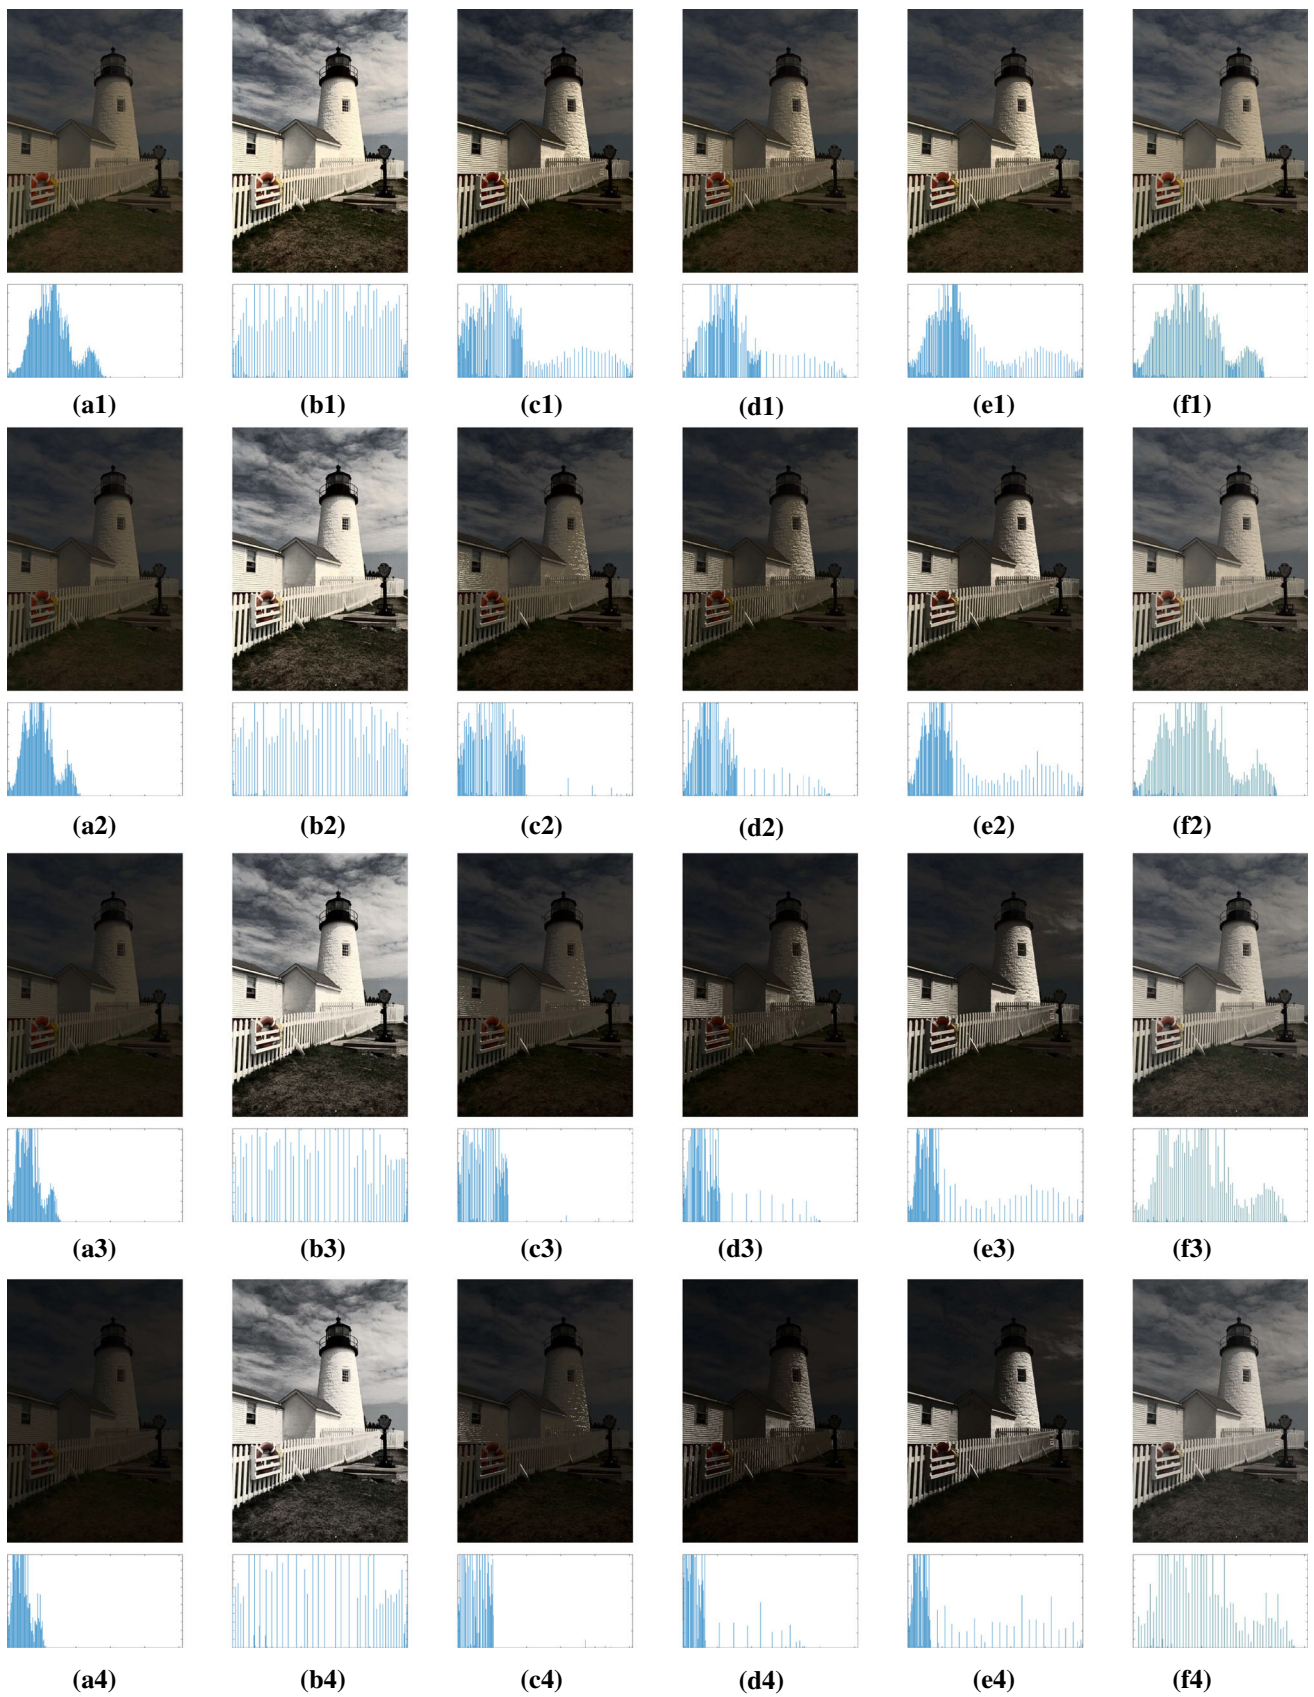 (a1) (b1) (c1) (d1) (e1) (f1)
(a2) (b2) (c2) (d2) (e2) (f2)
(a3) (b3) (c3) (d3) (e3) (f3)
(a4) (b4) (c4) (d4) (e4) (f4)